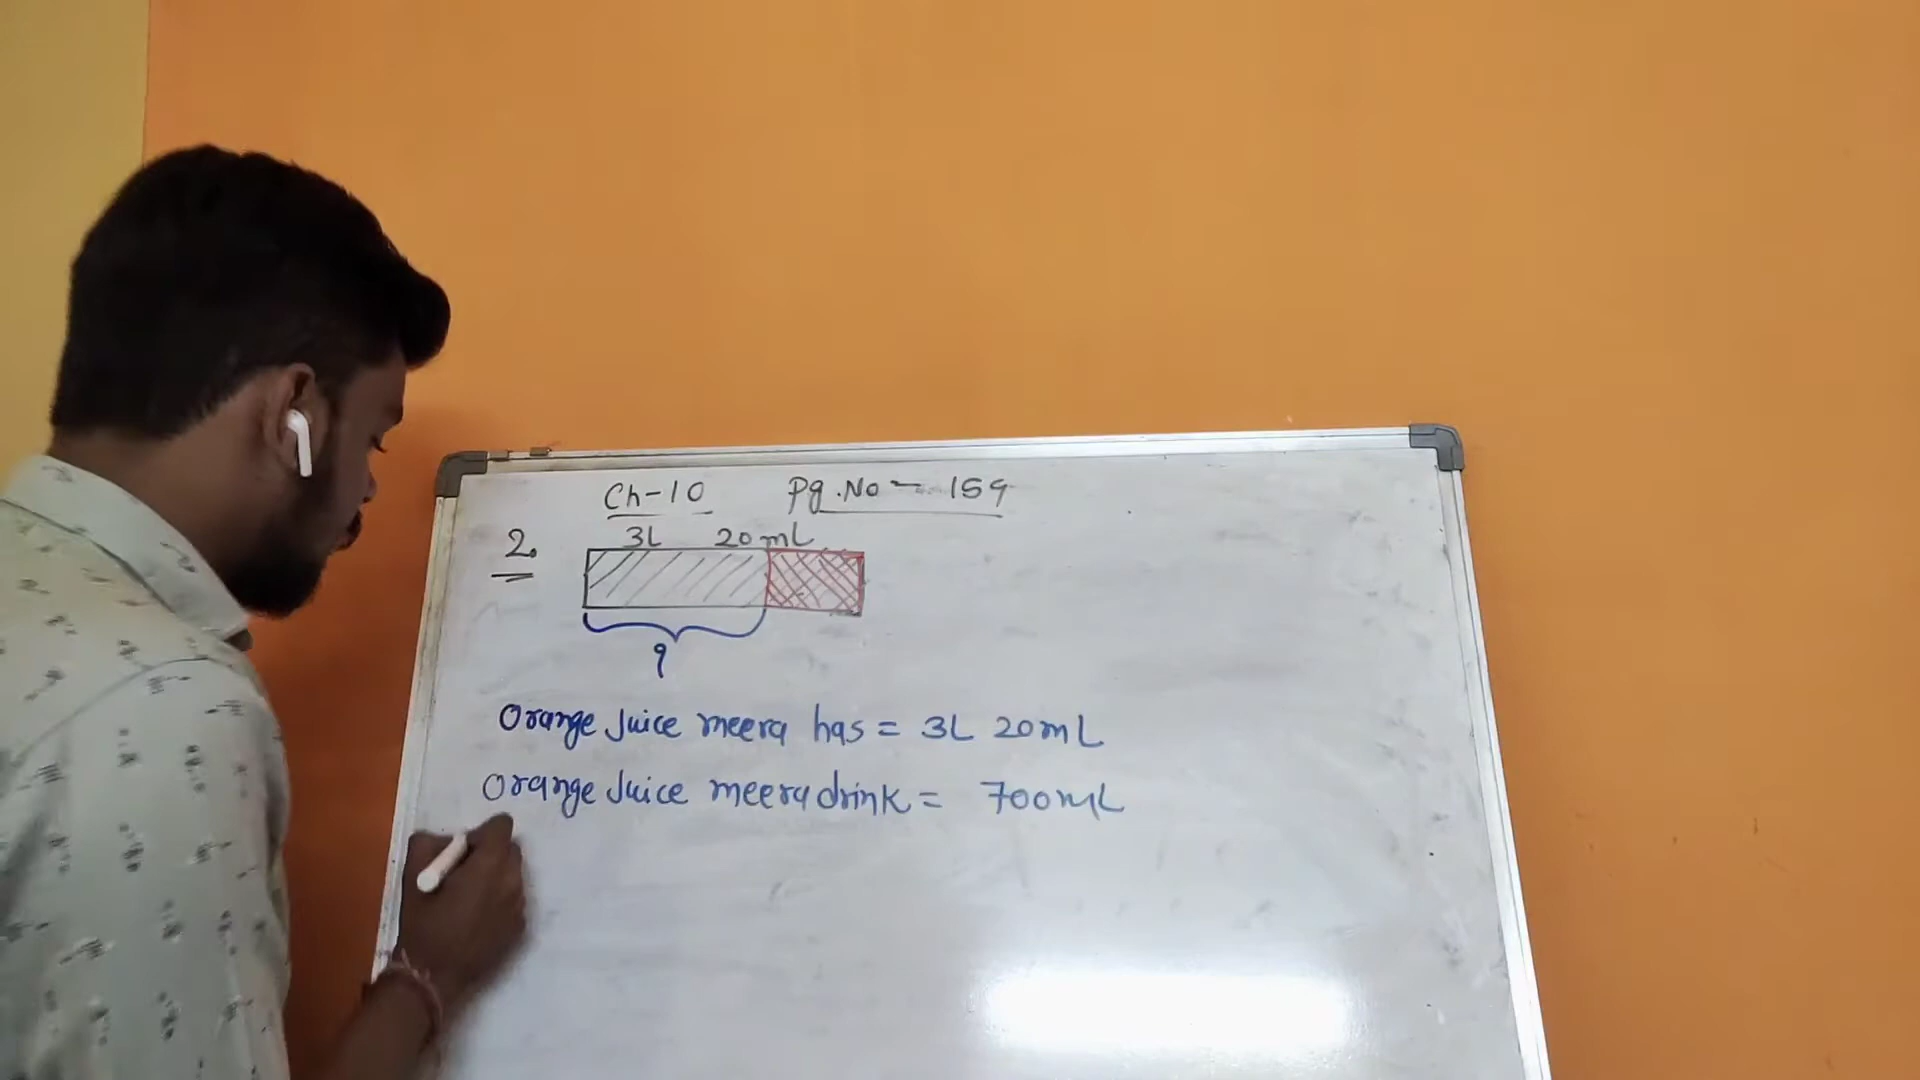 Ch-10 Pg.No - 159
2. 3L 20mL
?
Orange Juice meera has = 3L 20mL
Orange Juice meera drink = 700mL